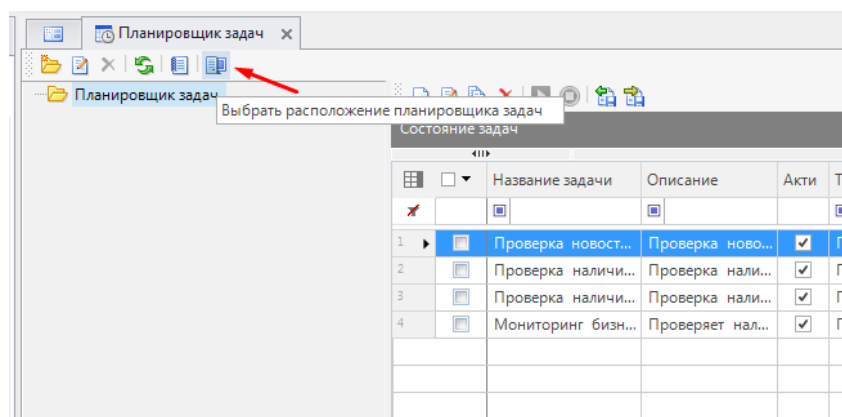 Планировщик задач
Планировщик задач
Выбрать расположение планировщика задач
Состояние задач
Название задачи Описание Акти
1 Проверка новост... Проверка ново...
2 Проверка наличи... Проверка нали...
3 Проверка наличи... Проверка нали...
4 Мониторинг бизн... Проверяет нал...